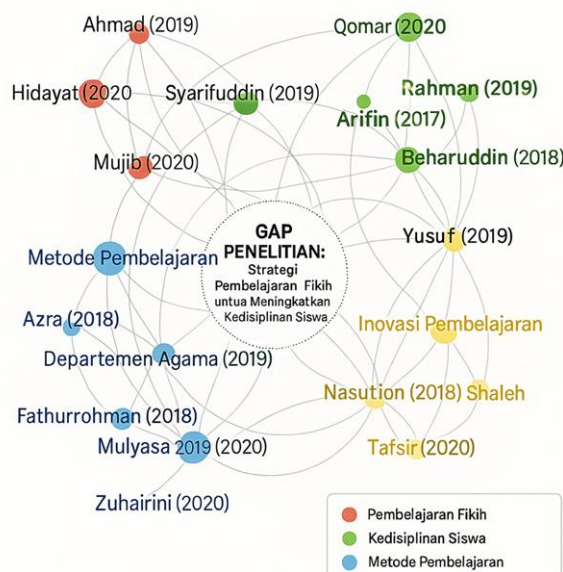 Ahmad (2019)
Qomar (2020
Hidayat (2020
Syarifuddin (2019)
Rahman (2019)
Arifin (2017)
Mujib (2020)
Beharuddin (2018)
GAP
PENELITIAN:
Strategi
Pembelajaran Fikih
untua Meningkatkan
Kedisiplinan Siswa
Yusuf (2019)
Metode Pembelajaran
Azra (2018)
Inovasi Pembelajaran
Departemen Agama (2019)
Nasution (2018) Shaleh
Fathurrohman (2018)
Mulyasa 2019 (2020)
Tafsir (2020)
Zuhairini (2020)
Pembelajaran Fikih
Kedisiplinan Siswa
Metode Pembelajaran